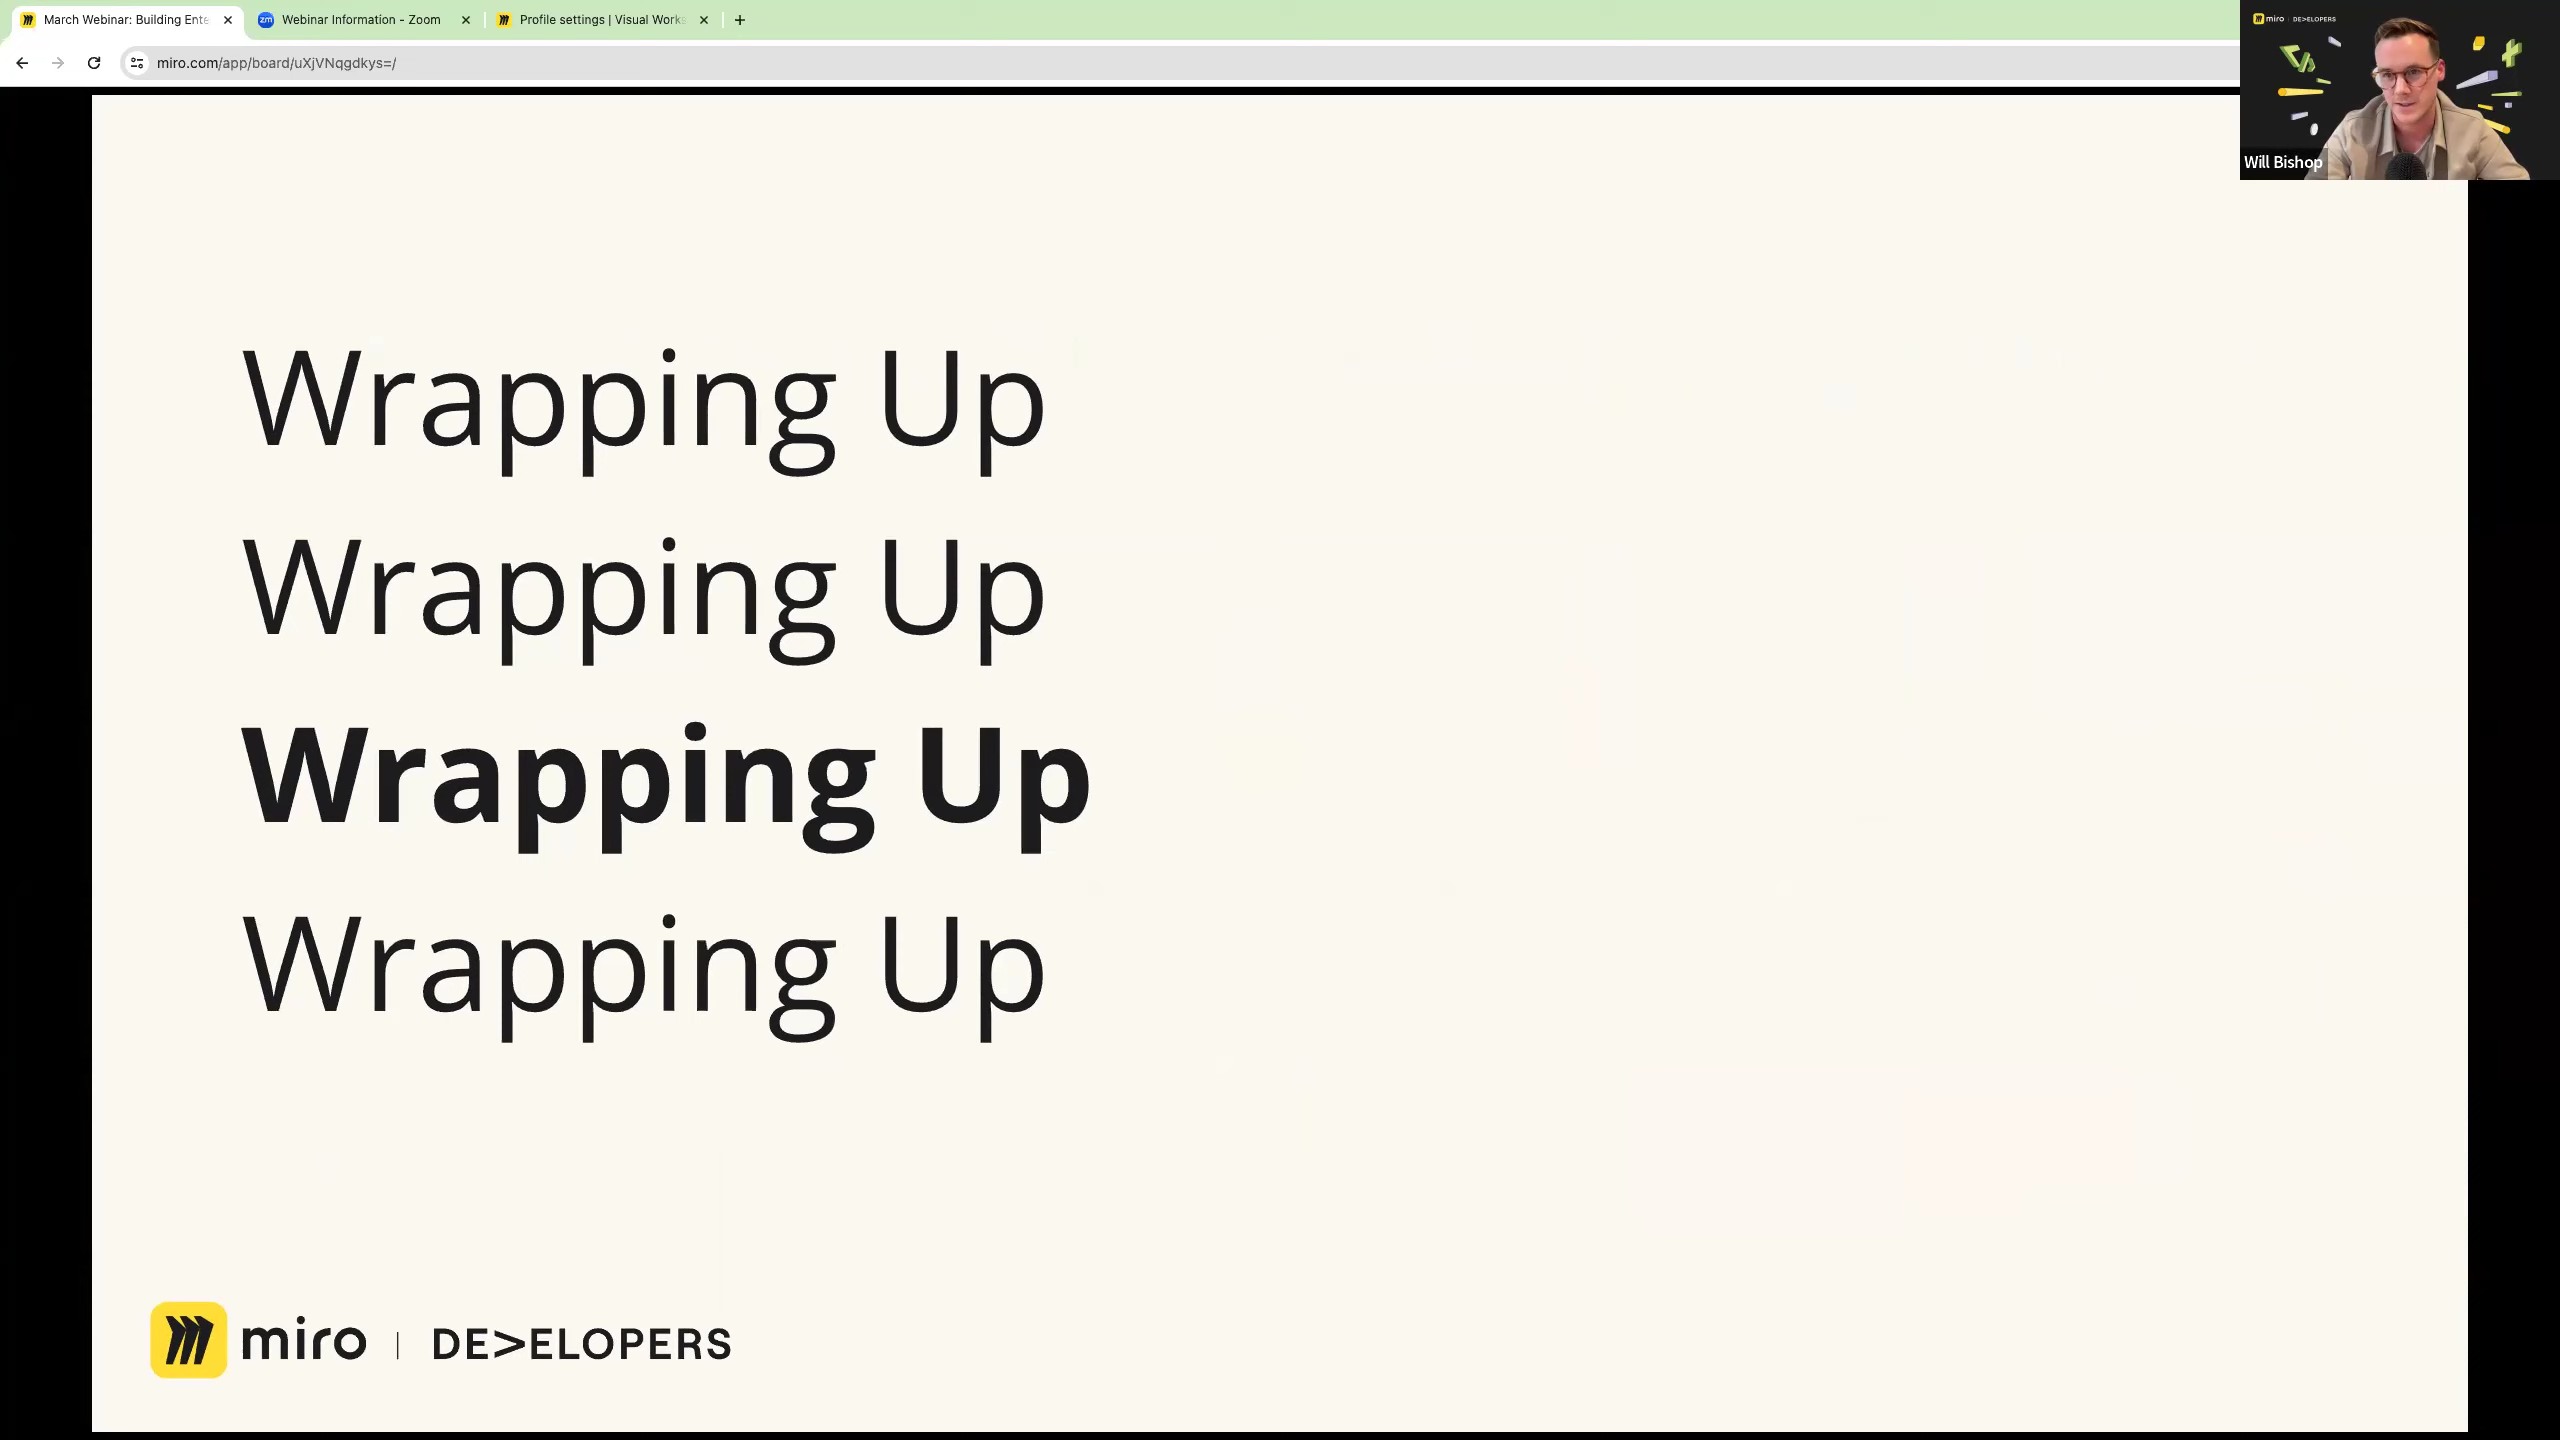 March Webinar: Building Ente
Webinar Information - Zoom
Profile settings | Visual Works
miro.com/app/board/uXjVNqgdkys=/
miro | DE>ELOPERS
Will Bishop
Wrapping Up
Wrapping Up
Wrapping Up
Wrapping Up
miro | DE>ELOPERS